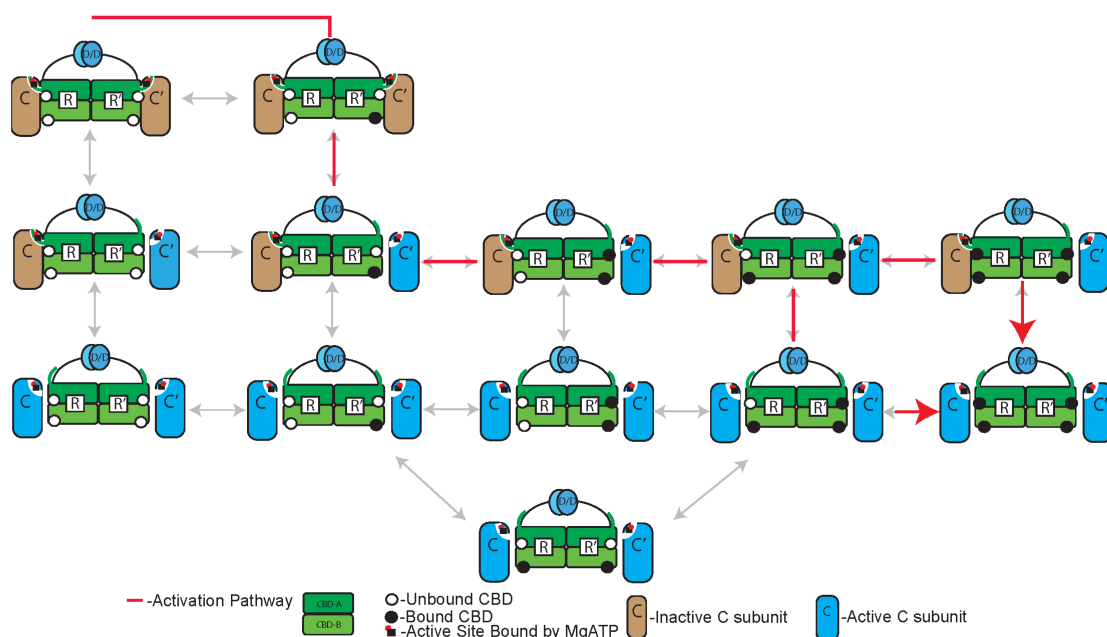 D/D D/D
C R R' C' C R R' C'
D/D D/D D/D D/D D/D
C R R' C' C R R' C' C R R' C' C R R' C' C R R' C'
D/D D/D D/D D/D D/D
C R R' C' C R R' C' C R R' C' C R R' C' C R R' C'
D/D
C R R' C'
-Activation Pathway CBD-A -Unbound CBD C -Inactive C subunit C -Active C subunit
CBD-B -Bound CBD
-Active Site Bound by MgATP